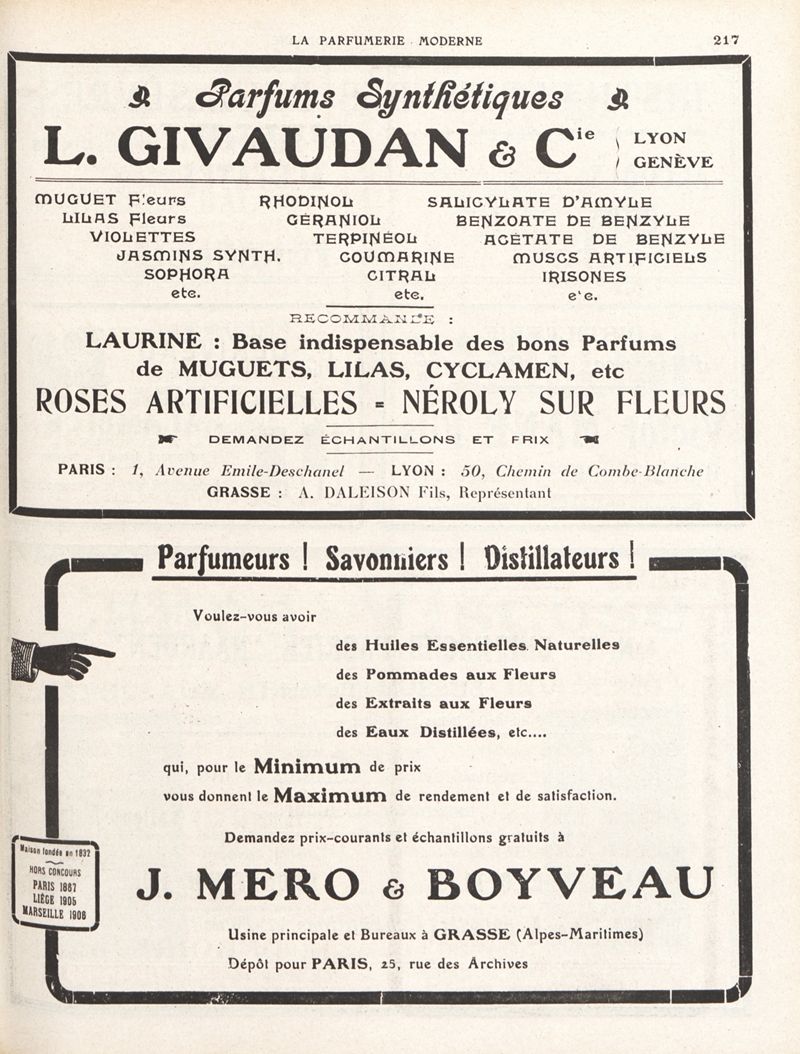 LA PARFUMERIE MODERNE 217
Parfums Synthétiques
L. GIVAUDAN & Cie LYON
GENÈVE
MUGUET Fleurs RHODINOL SALICYLATE D'AMYLE
LILAS Fleurs GÉRANIOL BENZOATE DE BENZYLE
VIOLETTES TERPINÉOL ACÉTATE DE BENZYLE
JASMINS SYNTH. COUMARINE MUSCS ARTIFICIELS
SOPHORA CITRAL IRISONES
etc. etc. etc.
RECOMMANDE :
LAURINE : Base indispensable des bons Parfums
de MUGUETS, LILAS, CYCLAMEN, etc
ROSES ARTIFICIELLES = NÉROLY SUR FLEURS
DEMANDEZ ÉCHANTILLONS ET PRIX
PARIS : 1, Avenue Emile-Deschanel — LYON : 50, Chemin de Combe-Blanche
GRASSE : A. DALEISON Fils, Représentant
Parfumeurs ! Savonniers ! Distillateurs !
Voulez-vous avoir
des Huiles Essentielles Naturelles
des Pommades aux Fleurs
des Extraits aux Fleurs
des Eaux Distillées, etc....
qui, pour le Minimum de prix
vous donnent le Maximum de rendement et de satisfaction.
Demandez prix-courants et échantillons gratuits à
Maison fondée en 1832
HORS CONCOURS
PARIS 1887
LIÈGE 1905
MARSEILLE 1908
J. MERO & BOYVEAU
Usine principale et Bureaux à GRASSE (Alpes-Maritimes)
Dépôt pour PARIS, 25, rue des Archives